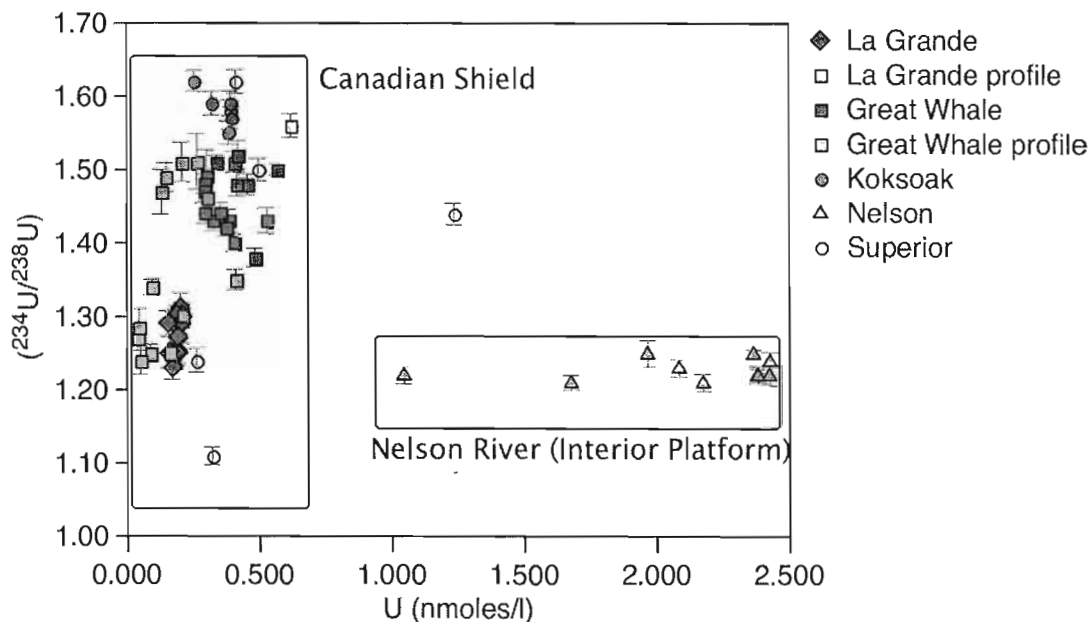 1.70
1.60
1.50
1.40
1.30
1.20
1.10
1.00
(²³⁴U/²³⁸U)
0.000
0.500
1.000
1.500
2.000
2.500
U (nmoles/l)
Canadian Shield
Nelson River (Interior Platform)
La Grande
La Grande profile
Great Whale
Great Whale profile
Koksoak
Nelson
Superior